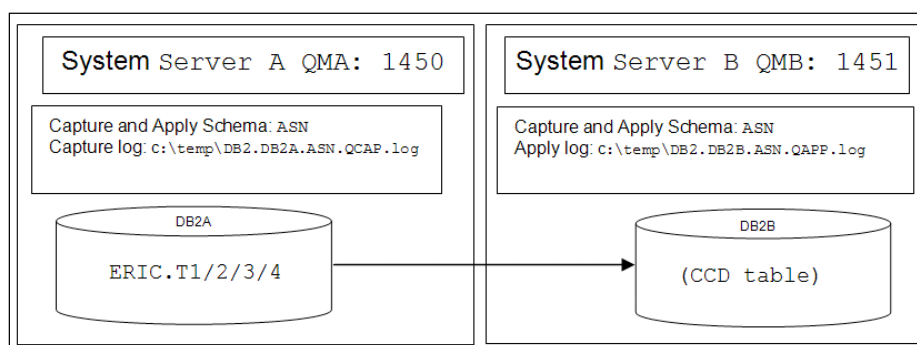 System Server A QMA: 1450
Capture and Apply Schema: ASN
Capture log: c:\temp\DB2.DB2A.ASN.QCAP.log
DB2A
ERIC.T1/2/3/4
System Server B QMB: 1451
Capture and Apply Schema: ASN
Apply log: c:\temp\DB2.DB2B.ASN.QAPP.log
DB2B
(CCD table)